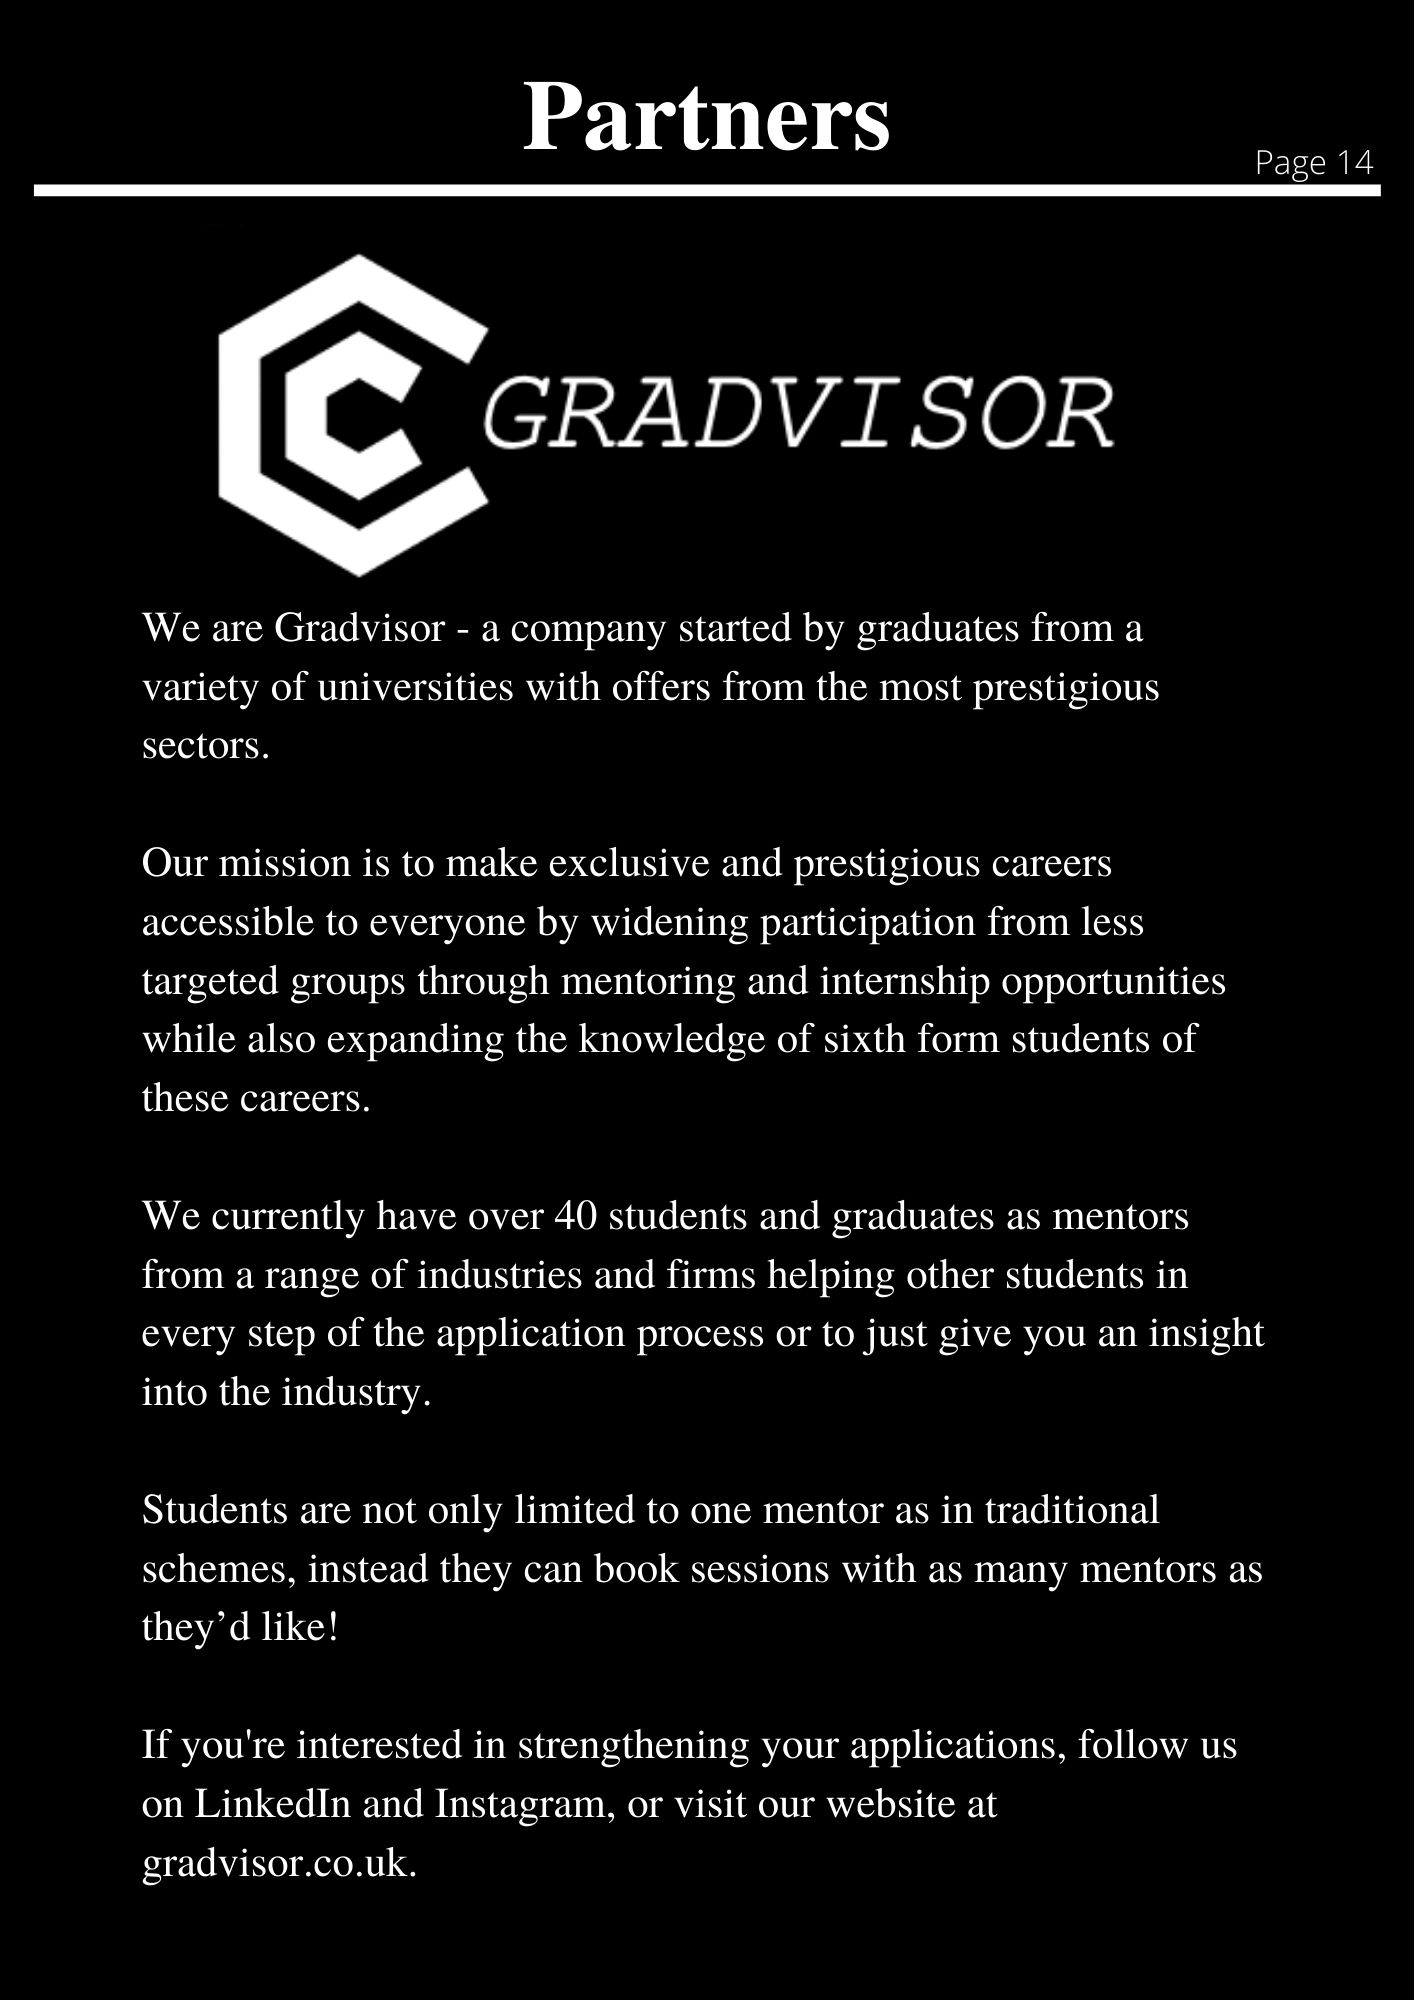 Partners
Page 14
GRADVISOR
We are Gradvisor - a company started by graduates from a
variety of universities with offers from the most prestigious
sectors.
Our mission is to make exclusive and prestigious careers
accessible to everyone by widening participation from less
targeted groups through mentoring and internship opportunities
while also expanding the knowledge of sixth form students of
these careers.
We currently have over 40 students and graduates as mentors
from a range of industries and firms helping other students in
every step of the application process or to just give you an insight
into the industry.
Students are not only limited to one mentor as in traditional
schemes, instead they can book sessions with as many mentors as
they’d like!
If you're interested in strengthening your applications, follow us
on LinkedIn and Instagram, or visit our website at
gradvisor.co.uk.